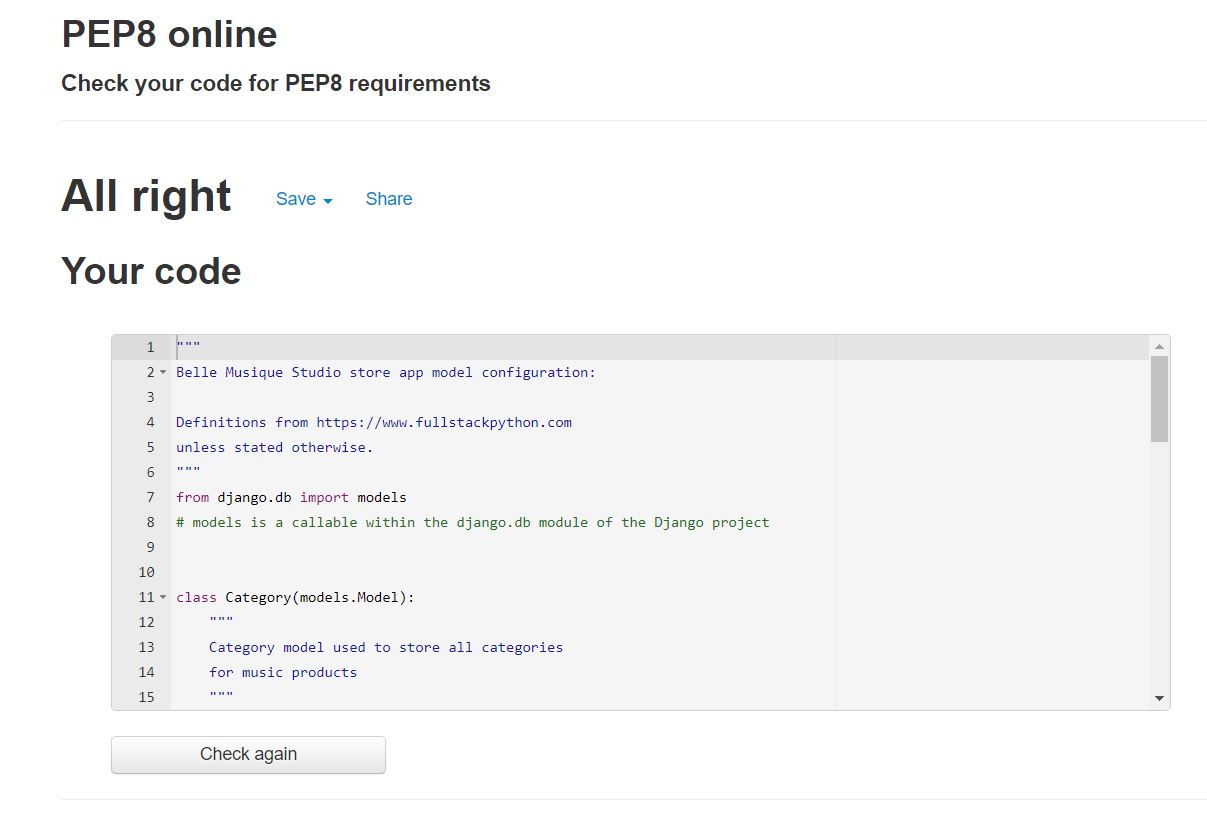 PEP8 online
Check your code for PEP8 requirements
All right Save Share
Your code
1 """
2 Belle Musique Studio store app model configuration:
3
4 Definitions from https://www.fullstackpython.com
5 unless stated otherwise.
6 """
7 from django.db import models
8 # models is a callable within the django.db module of the Django project
9
10
11 class Category(models.Model):
12     """
13     Category model used to store all categories
14     for music products
15     """
Check again